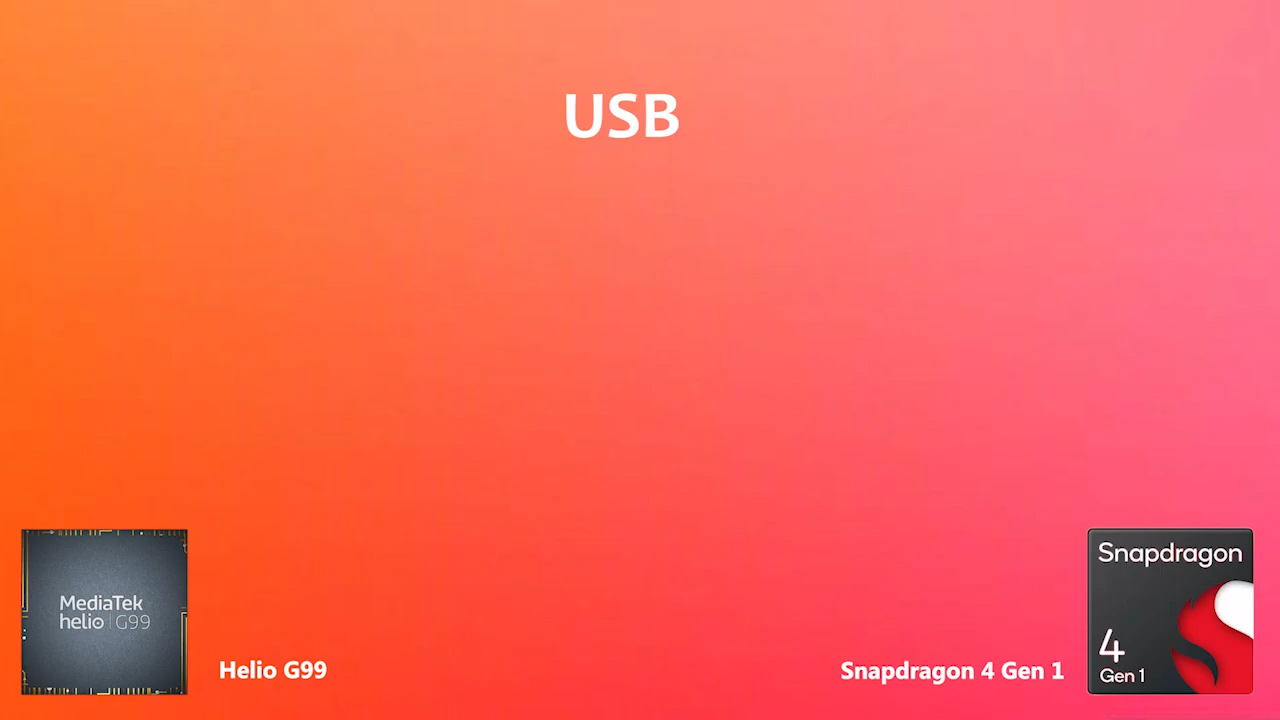 USB
MediaTek
helio G99
Helio G99
Snapdragon 4 Gen 1
Snapdragon
4
Gen 1